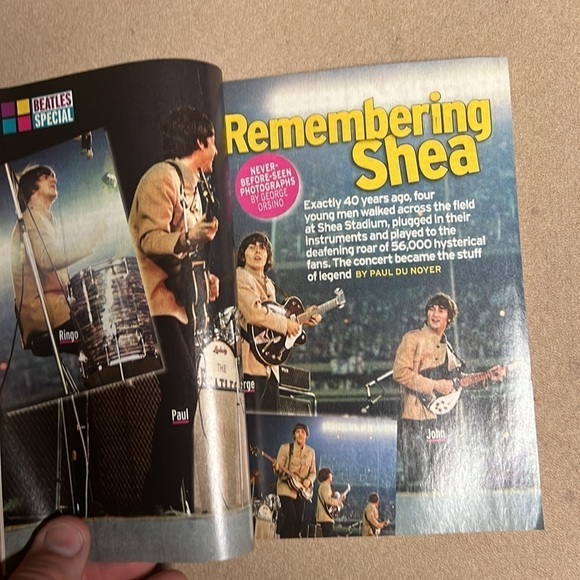 BEATLES
SPECIAL
Ringo
Paul
THE
Remembering
Shea
NEVER-
BEFORE-SEEN
PHOTOGRAPHS
BY GEORGE
ORSINO
Exactly 40 years ago, four
young men walked across the field
at Shea Stadium, plugged in their
instruments and played to the
deafening roar of 56,000 hysterical
fans. The concert became the stuff
of legend BY PAUL DU NOYER
rge
John